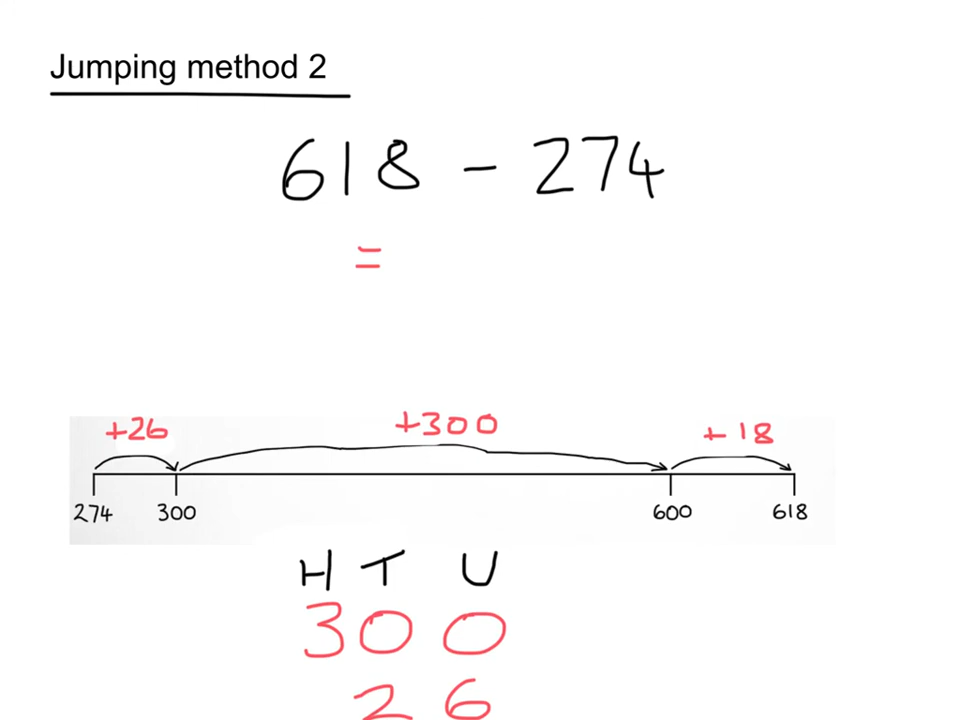 Jumping method 2
618 - 274
=
+26 +300 +18
274 300 600 618
H T U
300
26